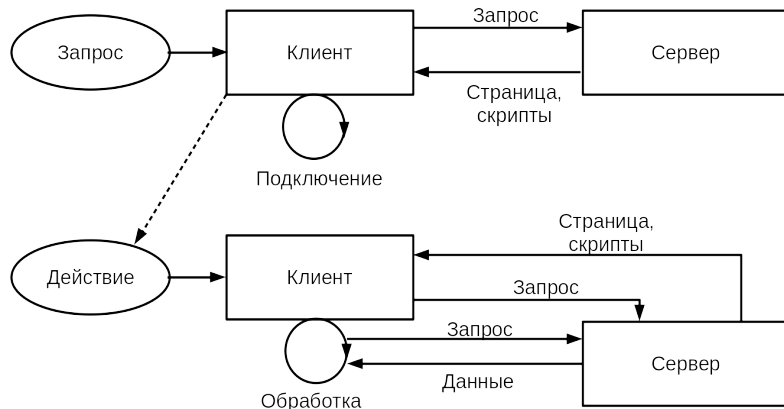 Запрос
Клиент
Запрос
Сервер
Страница,
скрипты
Подключение
Страница,
скрипты
Действие
Клиент
Запрос
Запрос
Сервер
Данные
Обработка